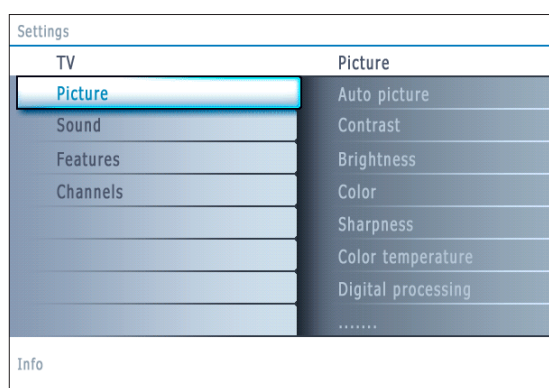 Settings
TV
Picture
Picture
Auto picture
Sound
Contrast
Features
Brightness
Channels
Color
Sharpness
Color temperature
Digital processing
.......
Info